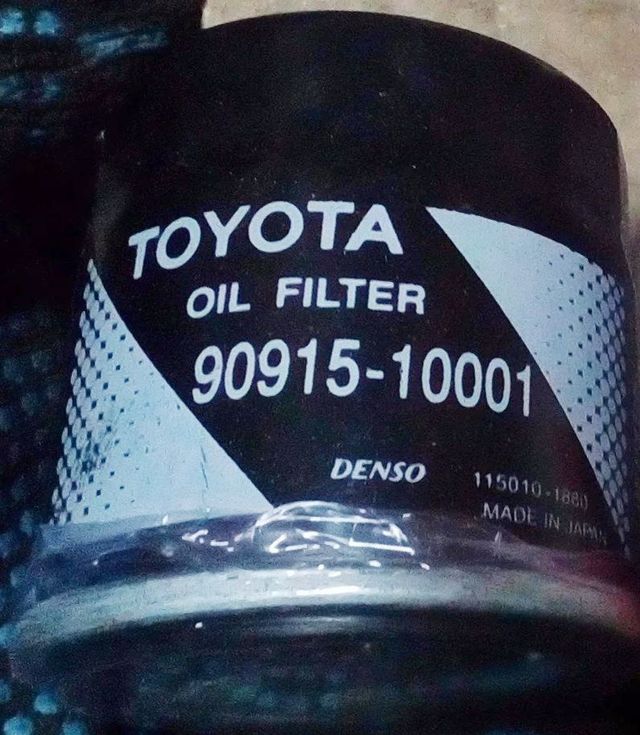 TOYOTA
OIL FILTER
90915-10001
DENSO
115010-1880
MADE IN JAPAN